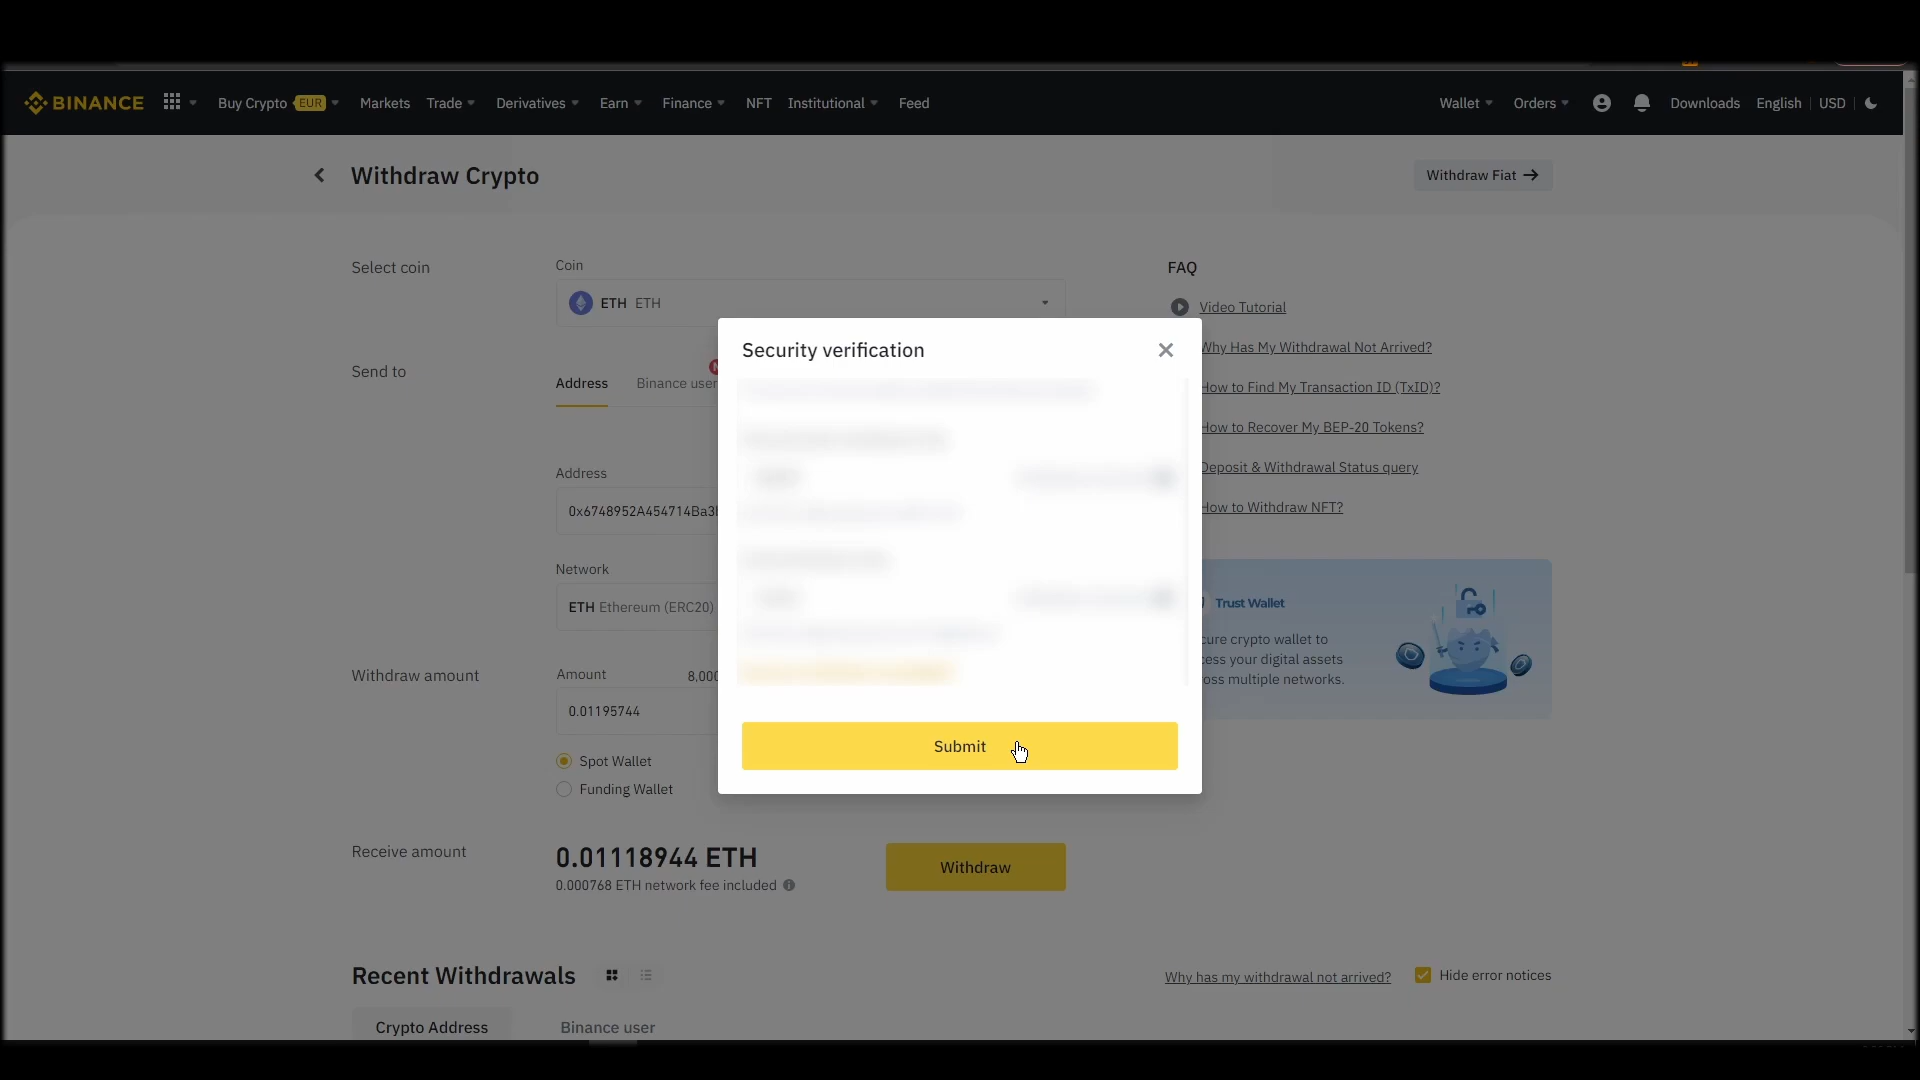 BINANCE Buy Crypto EUR Markets Trade Derivatives Earn Finance NFT Institutional Feed Wallet Orders Downloads English USD
Withdraw Crypto
Withdraw Fiat →
Select coin
Coin
ETH ETH
Send to
Address Binance user
Address
0x6748952A454714Ba3
Network
ETH Ethereum (ERC20)
Withdraw amount
Amount 8,000
0.01195744
Spot Wallet
Funding Wallet
Receive amount
0.01118944 ETH
0.000768 ETH network fee included
Withdraw
Security verification
Submit
FAQ
Video Tutorial
Why Has My Withdrawal Not Arrived?
How to Find My Transaction ID (TxID)?
How to Recover My BEP-20 Tokens?
Deposit & Withdrawal Status query
How to Withdraw NFT?
Trust Wallet
cure crypto wallet to
cess your digital assets
oss multiple networks.
Recent Withdrawals
Why has my withdrawal not arrived? Hide error notices
Crypto Address Binance user